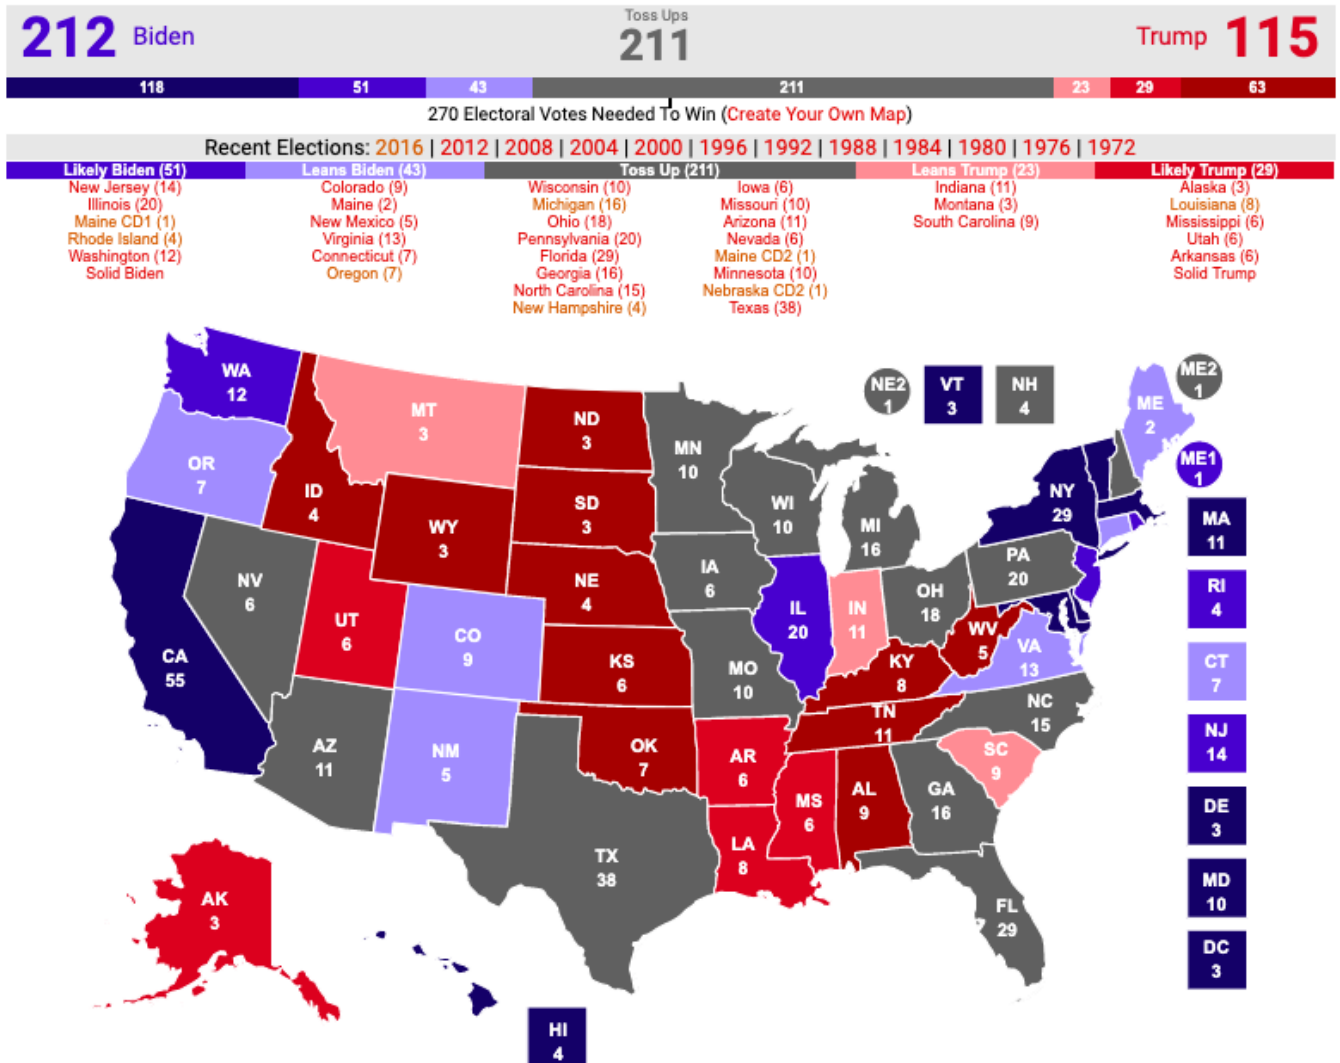 212 Biden
Toss Ups
211
Trump 115
118 51 43 211 23 29 63
270 Electoral Votes Needed To Win (Create Your Own Map)
Recent Elections: 2016 | 2012 | 2008 | 2004 | 2000 | 1996 | 1992 | 1988 | 1984 | 1980 | 1976 | 1972
Likely Biden (51)
New Jersey (14)
Illinois (20)
Maine CD1 (1)
Rhode Island (4)
Washington (12)
Solid Biden
Leans Biden (43)
Colorado (9)
Maine (2)
New Mexico (5)
Virginia (13)
Connecticut (7)
Oregon (7)
Toss Up (211)
Wisconsin (10)
Michigan (16)
Ohio (18)
Pennsylvania (20)
Florida (29)
Georgia (16)
North Carolina (15)
New Hampshire (4)
Iowa (6)
Missouri (10)
Arizona (11)
Nevada (6)
Maine CD2 (1)
Minnesota (10)
Nebraska CD2 (1)
Texas (38)
Leans Trump (23)
Indiana (11)
Montana (3)
South Carolina (9)
Likely Trump (29)
Alaska (3)
Louisiana (8)
Mississippi (6)
Utah (6)
Arkansas (6)
Solid Trump
WA
12
OR
7
CA
55
NV
6
ID
4
MT
3
WY
3
UT
6
AZ
11
CO
9
NM
5
ND
3
SD
3
NE
4
KS
6
OK
7
TX
38
MN
10
IA
6
MO
10
AR
6
LA
8
WI
10
IL
20
MI
16
IN
11
OH
18
KY
8
TN
11
MS
6
AL
9
GA
16
FL
29
SC
9
NC
15
VA
13
WV
5
PA
20
NY
29
ME
2
NE2
1
VT
3
NH
4
ME2
1
ME1
1
MA
11
RI
4
CT
7
NJ
14
DE
3
MD
10
DC
3
AK
3
HI
4